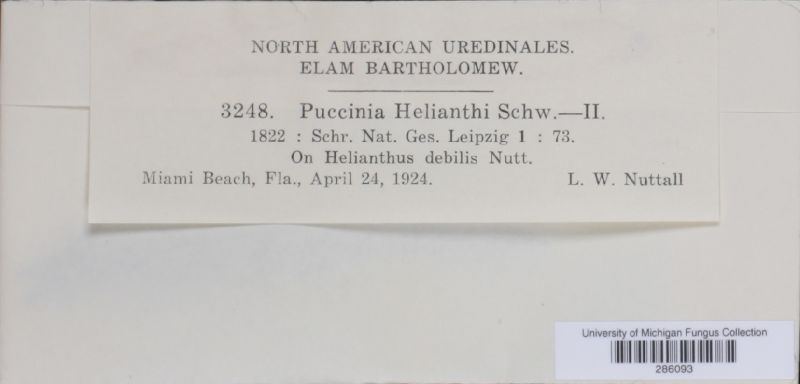 NORTH AMERICAN UREDINALES.
ELAM BARTHOLOMEW.
3248. Puccinia Helianthi Schw.—II.
1822 : Schr. Nat. Ges. Leipzig 1 : 73.
On Helianthus debilis Nutt.
Miami Beach, Fla., April 24, 1924. L. W. Nuttall
University of Michigan Fungus Collection
286093